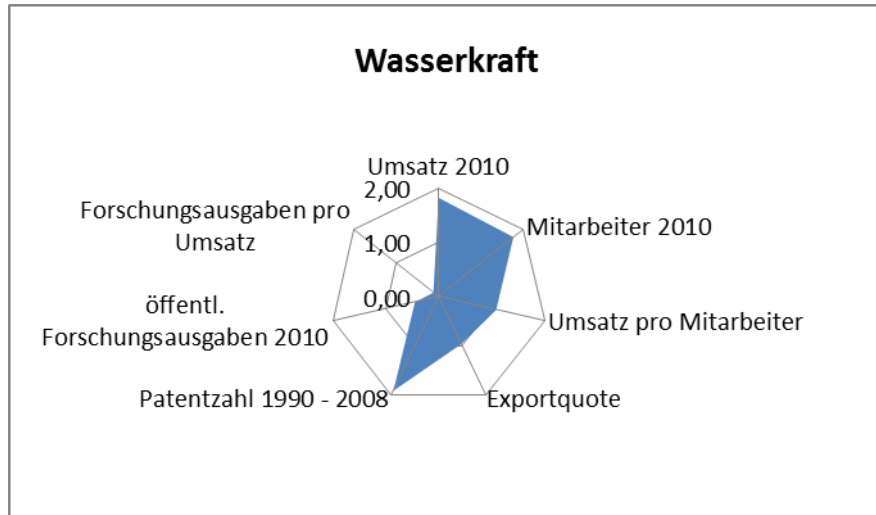 Wasserkraft
Umsatz 2010
2,00
Forschungsausgaben pro
Umsatz
Mitarbeiter 2010
1,00
öffentl.
Forschungsausgaben 2010
0,00
Umsatz pro Mitarbeiter
Patentzahl 1990 - 2008
Exportquote